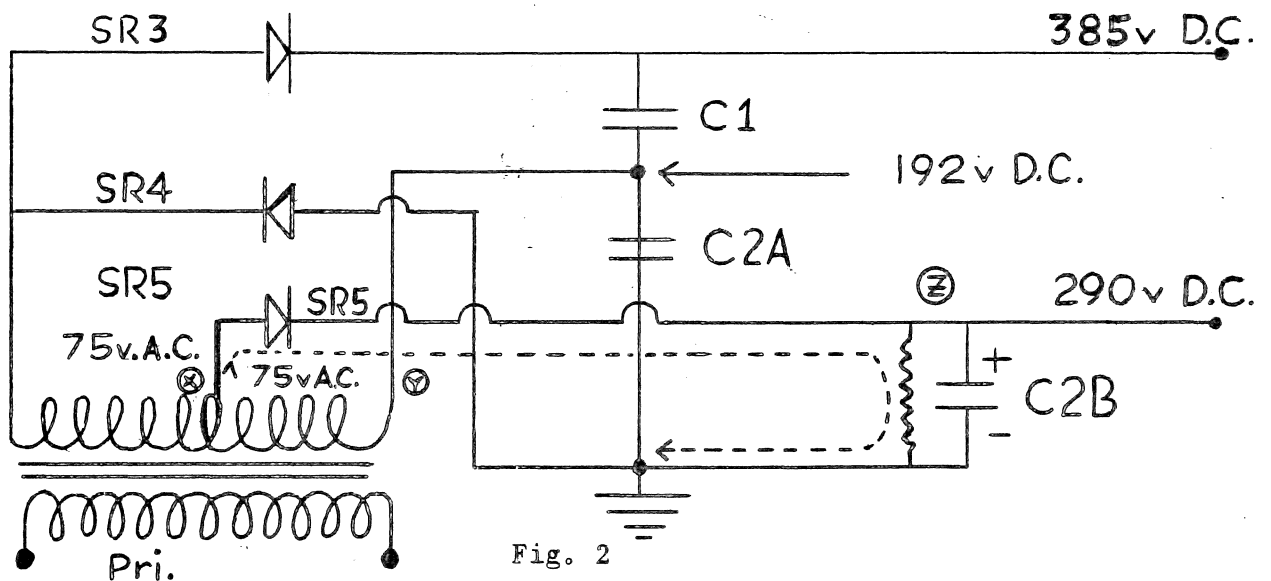 SR3
385v D.C.
C1
192v D.C.
SR4
C2A
SR5
SR5
Z
290v D.C.
75v.A.C.
X
75vA.C.
Y
+
C2B
-
Pri.
Fig. 2